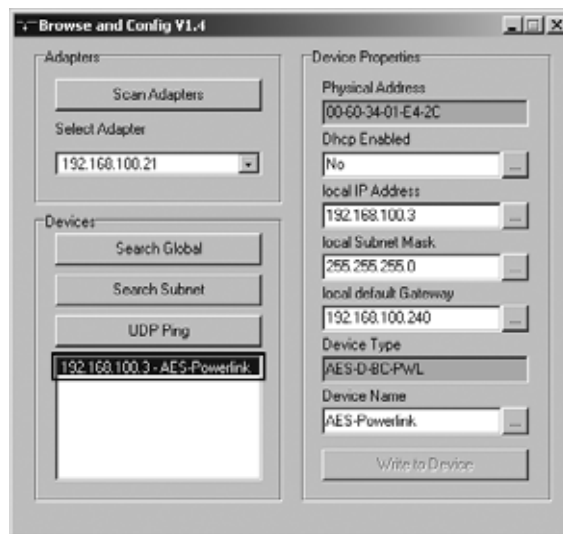 Browse and Config V1.4
Adapters
Scan Adapters
Select Adapter
192.168.100.21
Devices
Search Global
Search Subnet
UDP Ping
192.168.100.3 - AES-Powerlink
Device Properties
Physical Address
00-60-34-01-E4-2C
Dhcp Enabled
No
...
local IP Address
192.168.100.3
...
local Subnet Mask
255.255.255.0
...
local default Gateway
192.168.100.240
...
Device Type
AES-D-BC-PWL
Device Name
AES-Powerlink
...
Write to Device